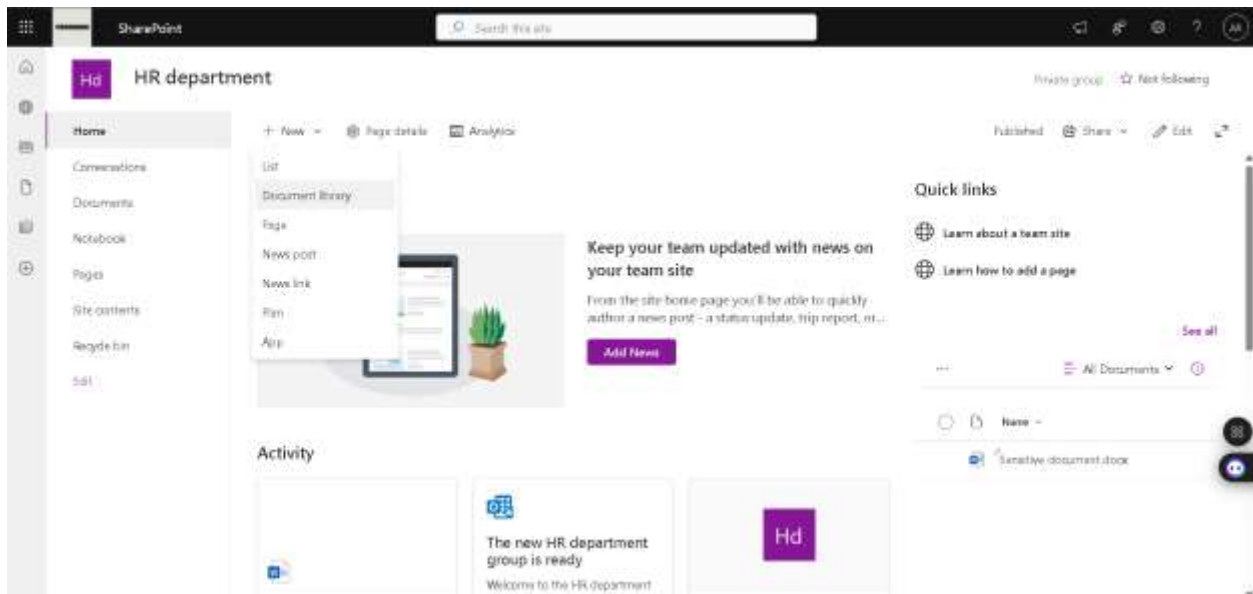 SharePoint
Search this site
?
AR
Hd
HR department
Private group
Not following
Home
Conversations
Documents
Notebook
Pages
Site contents
Recycle bin
Edit
+ New
Page details
Analytics
Published
Share
Edit
List
Document library
Page
News post
News link
Plan
App
Keep your team updated with news on
your team site
From the site home page you'll be able to quickly
author a news post - a status update, trip report, or...
Add News
Quick links
Learn about a team site
Learn how to add a page
See all
...
All Documents
Name
Sensitive document.docx
Activity
The new HR department
group is ready
Welcome to the HR department
Hd